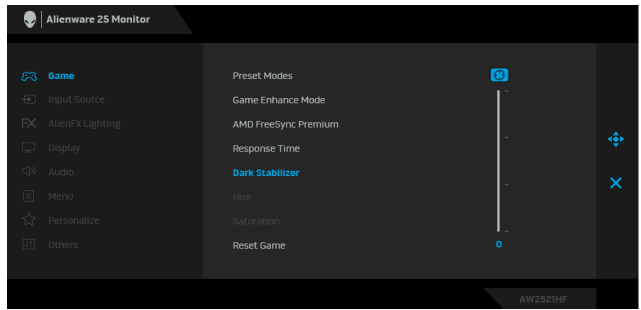 Alienware 25 Monitor
Game
Input Source
AlienFX Lighting
Display
Audio
Menu
Personalize
Others
Preset Modes
Game Enhance Mode
AMD FreeSync Premium
Response Time
Dark Stabilizer
Hue
Saturation
Reset Game
0
AW2521HF